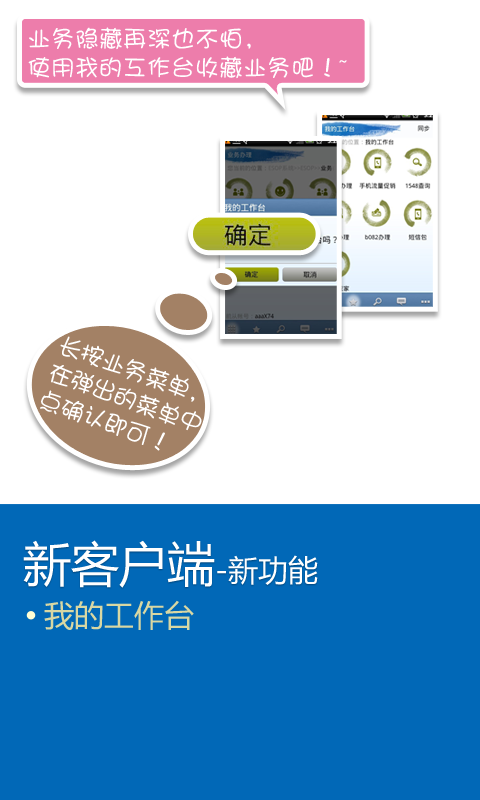 业务隐藏再深也不怕，
使用我的工作台收藏业务吧！~
我的工作台
同步
位置：我的工作台
业务办理
办理
手机流量促销
1548查询
我的工作台
确定
吗？
办理
b082办理
短信包
确定
取消
aaaX74
长按业务菜单，
在弹出的菜单中
点确认即可！
新客户端-新功能
• 我的工作台